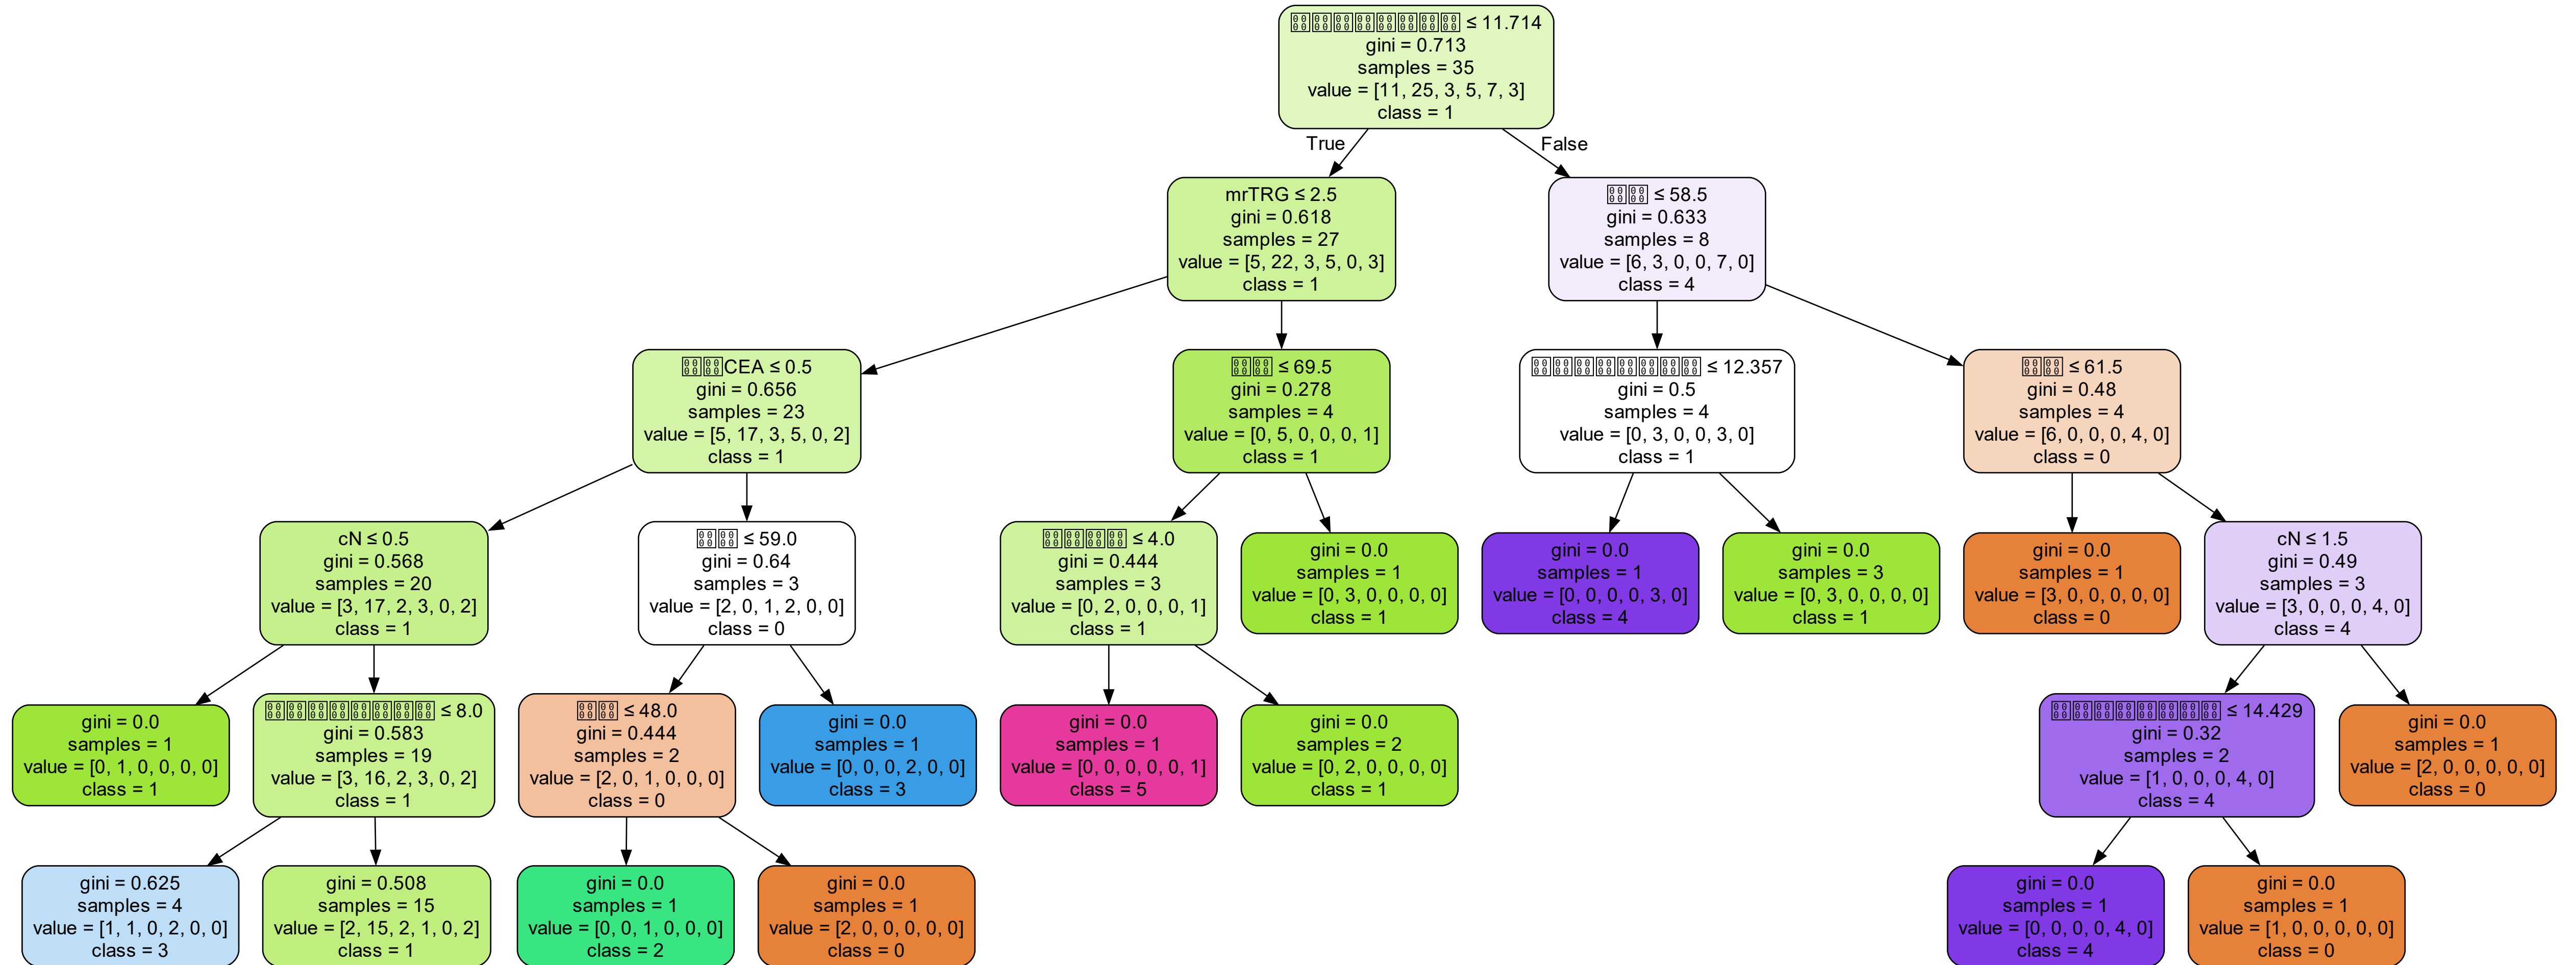 ≤ 11.714
gini = 0.713
samples = 35
value = [11, 25, 3, 5, 7, 3]
class = 1
True
False
mrTRG ≤ 2.5
gini = 0.618
samples = 27
value = [5, 22, 3, 5, 0, 3]
class = 1
≤ 58.5
gini = 0.633
samples = 8
value = [6, 3, 0, 0, 7, 0]
class = 4
CEA ≤ 0.5
gini = 0.656
samples = 23
value = [5, 17, 3, 5, 0, 2]
class = 1
≤ 69.5
gini = 0.278
samples = 4
value = [0, 5, 0, 0, 0, 1]
class = 1
≤ 12.357
gini = 0.5
samples = 4
value = [0, 3, 0, 0, 3, 0]
class = 1
≤ 61.5
gini = 0.48
samples = 4
value = [6, 0, 0, 0, 4, 0]
class = 0
cN ≤ 0.5
gini = 0.568
samples = 20
value = [3, 17, 2, 3, 0, 2]
class = 1
≤ 59.0
gini = 0.64
samples = 3
value = [2, 0, 1, 2, 0, 0]
class = 0
≤ 4.0
gini = 0.444
samples = 3
value = [0, 2, 0, 0, 0, 1]
class = 1
gini = 0.0
samples = 1
value = [0, 3, 0, 0, 0, 0]
class = 1
gini = 0.0
samples = 1
value = [0, 0, 0, 0, 3, 0]
class = 4
gini = 0.0
samples = 3
value = [0, 3, 0, 0, 0, 0]
class = 1
gini = 0.0
samples = 1
value = [3, 0, 0, 0, 0, 0]
class = 0
cN ≤ 1.5
gini = 0.49
samples = 3
value = [3, 0, 0, 0, 4, 0]
class = 4
gini = 0.0
samples = 1
value = [0, 1, 0, 0, 0, 0]
class = 1
≤ 8.0
gini = 0.583
samples = 19
value = [3, 16, 2, 3, 0, 2]
class = 1
≤ 48.0
gini = 0.444
samples = 2
value = [2, 0, 1, 0, 0, 0]
class = 0
gini = 0.0
samples = 1
value = [0, 0, 0, 2, 0, 0]
class = 3
gini = 0.0
samples = 1
value = [0, 0, 0, 0, 0, 1]
class = 5
gini = 0.0
samples = 2
value = [0, 2, 0, 0, 0, 0]
class = 1
≤ 14.429
gini = 0.32
samples = 2
value = [1, 0, 0, 0, 4, 0]
class = 4
gini = 0.0
samples = 1
value = [2, 0, 0, 0, 0, 0]
class = 0
gini = 0.625
samples = 4
value = [1, 1, 0, 2, 0, 0]
class = 3
gini = 0.508
samples = 15
value = [2, 15, 2, 1, 0, 2]
class = 1
gini = 0.0
samples = 1
value = [0, 0, 1, 0, 0, 0]
class = 2
gini = 0.0
samples = 1
value = [2, 0, 0, 0, 0, 0]
class = 0
gini = 0.0
samples = 1
value = [0, 0, 0, 0, 4, 0]
class = 4
gini = 0.0
samples = 1
value = [1, 0, 0, 0, 0, 0]
class = 0